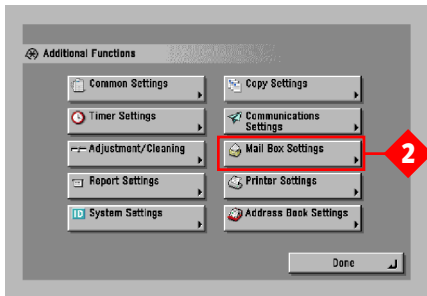 Additional Functions
Common Settings
Copy Settings
Timer Settings
Communications
Settings
Adjustment/Cleaning
Mail Box Settings
2
Report Settings
Printer Settings
ID System Settings
Address Book Settings
Done